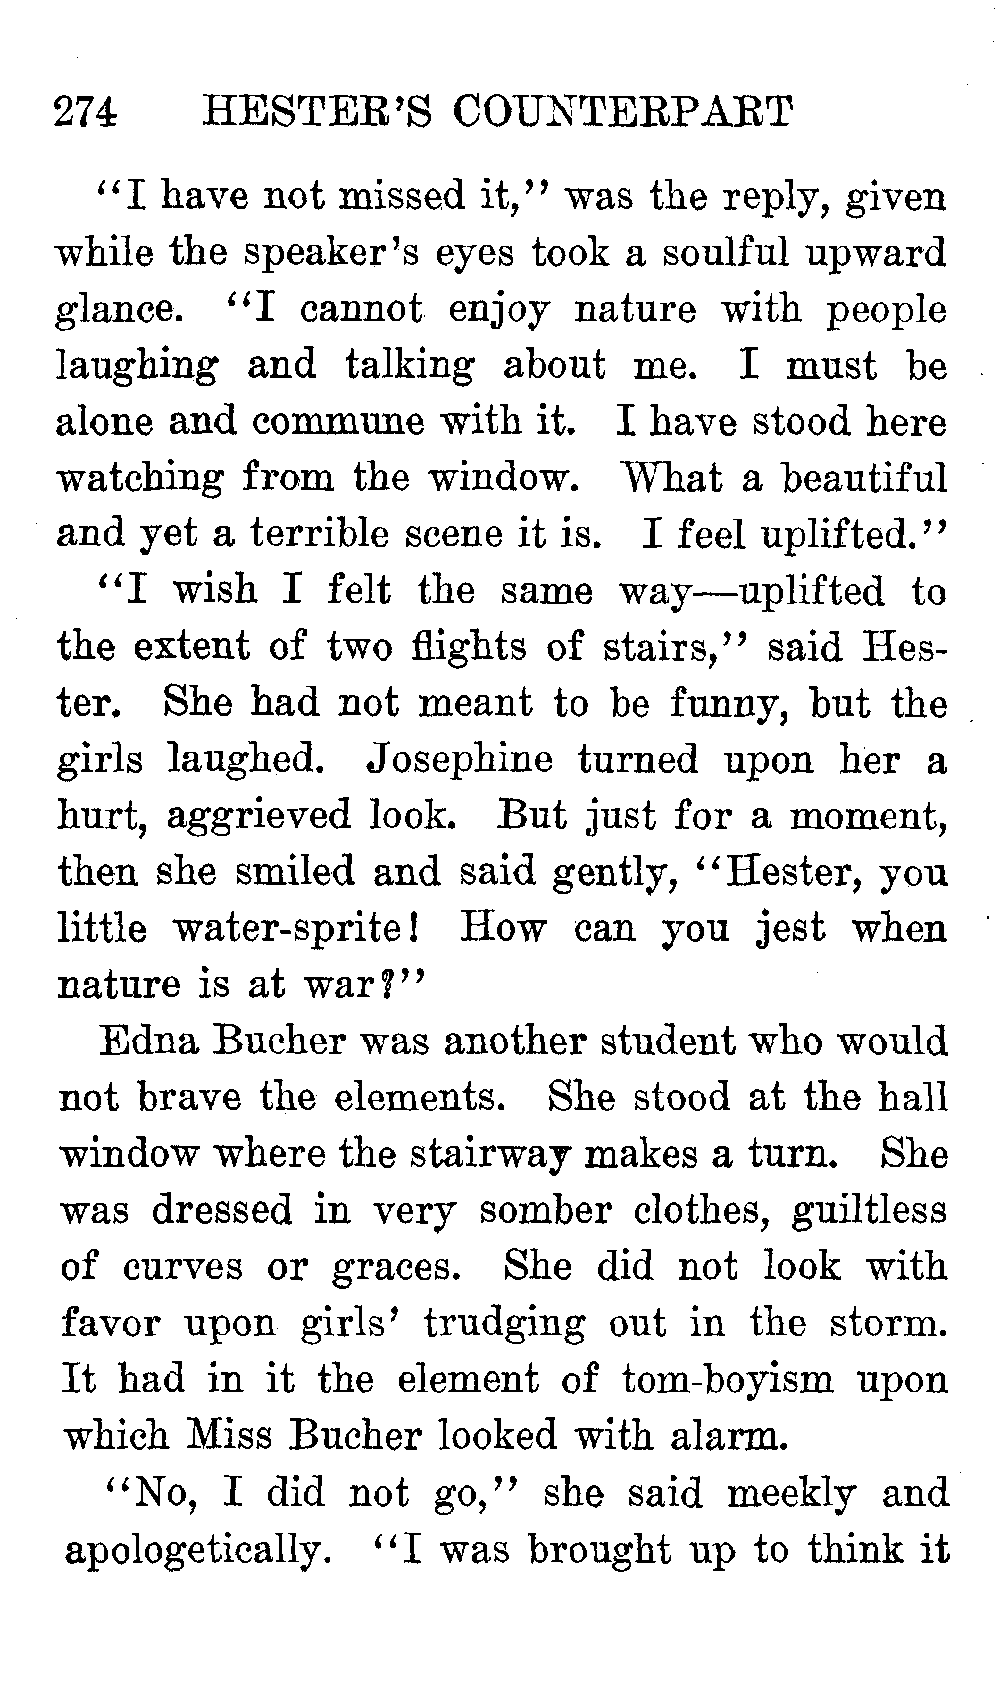 274 HESTER'S COUNTERPART
"I have not missed it," was the reply, given
while the speaker's eyes took a soulful upward
glance. "I cannot enjoy nature with people
laughing and talking about me. I must be
alone and commune with it. I have stood here
watching from the window. What a beautiful
and yet a terrible scene it is. I feel uplifted."
"I wish I felt the same way—uplifted to
the extent of two flights of stairs," said Hes-
ter. She had not meant to be funny, but the
girls laughed. Josephine turned upon her a
hurt, aggrieved look. But just for a moment,
then she smiled and said gently, "Hester, you
little water-sprite! How can you jest when
nature is at war?"
Edna Bucher was another student who would
not brave the elements. She stood at the hall
window where the stairway makes a turn. She
was dressed in very somber clothes, guiltless
of curves or graces. She did not look with
favor upon girls' trudging out in the storm.
It had in it the element of tom-boyism upon
which Miss Bucher looked with alarm.
"No, I did not go," she said meekly and
apologetically. "I was brought up to think it